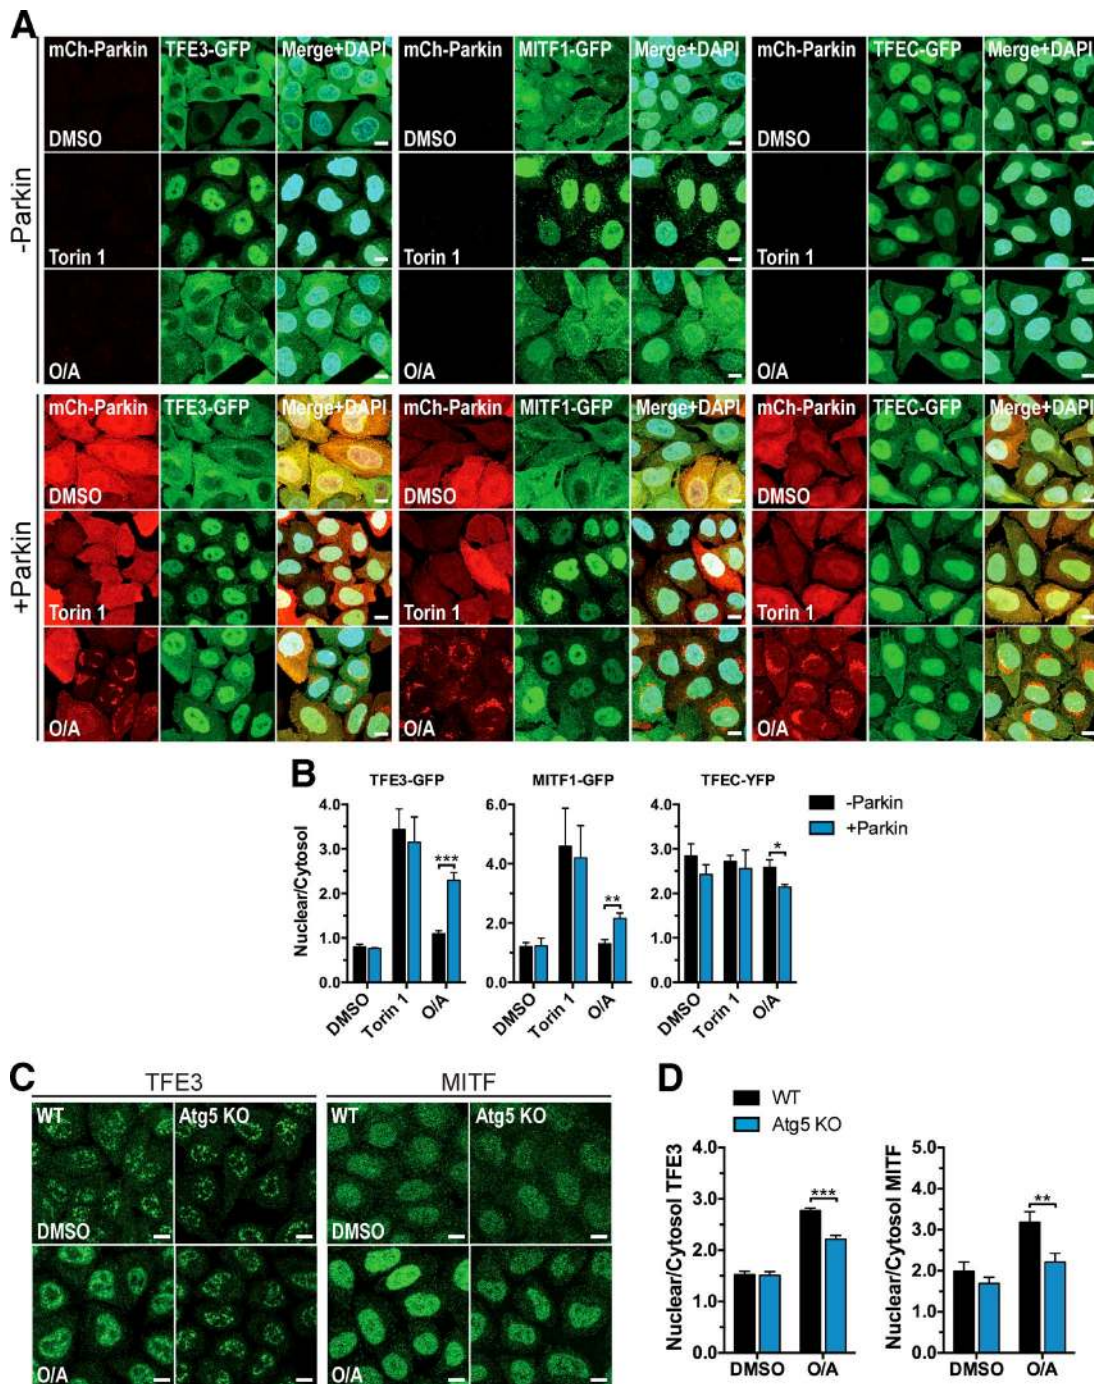 A
-Parkin
mCh-Parkin TFE3-GFP Merge+DAPI mCh-Parkin MITF1-GFP Merge+DAPI mCh-Parkin TFEC-GFP Merge+DAPI
DMSO DMSO DMSO
Torin 1 Torin 1 Torin 1
O/A O/A O/A
+Parkin
mCh-Parkin TFE3-GFP Merge+DAPI mCh-Parkin MITF1-GFP Merge+DAPI mCh-Parkin TFEC-GFP Merge+DAPI
DMSO DMSO DMSO
Torin 1 Torin 1 Torin 1
O/A O/A O/A
B
TFE3-GFP MITF1-GFP TFEC-YFP
-Parkin
+Parkin
Nuclear/Cytosol
4.0 6.0 4.0
3.0 4.0 3.0
2.0 2.0 2.0
1.0 1.0
0.0 0.0 0.0
*** ** *
DMSO Torin 1 O/A DMSO Torin 1 O/A DMSO Torin 1 O/A
C
TFE3 MITF
WT Atg5 KO WT Atg5 KO
DMSO DMSO
O/A O/A
D
WT
Atg5 KO
Nuclear/Cytosol TFE3
4.0
3.0
2.0
1.0
0.0
***
DMSO O/A
Nuclear/Cytosol MITF
5.0
4.0
3.0
2.0
1.0
0.0
**
DMSO O/A